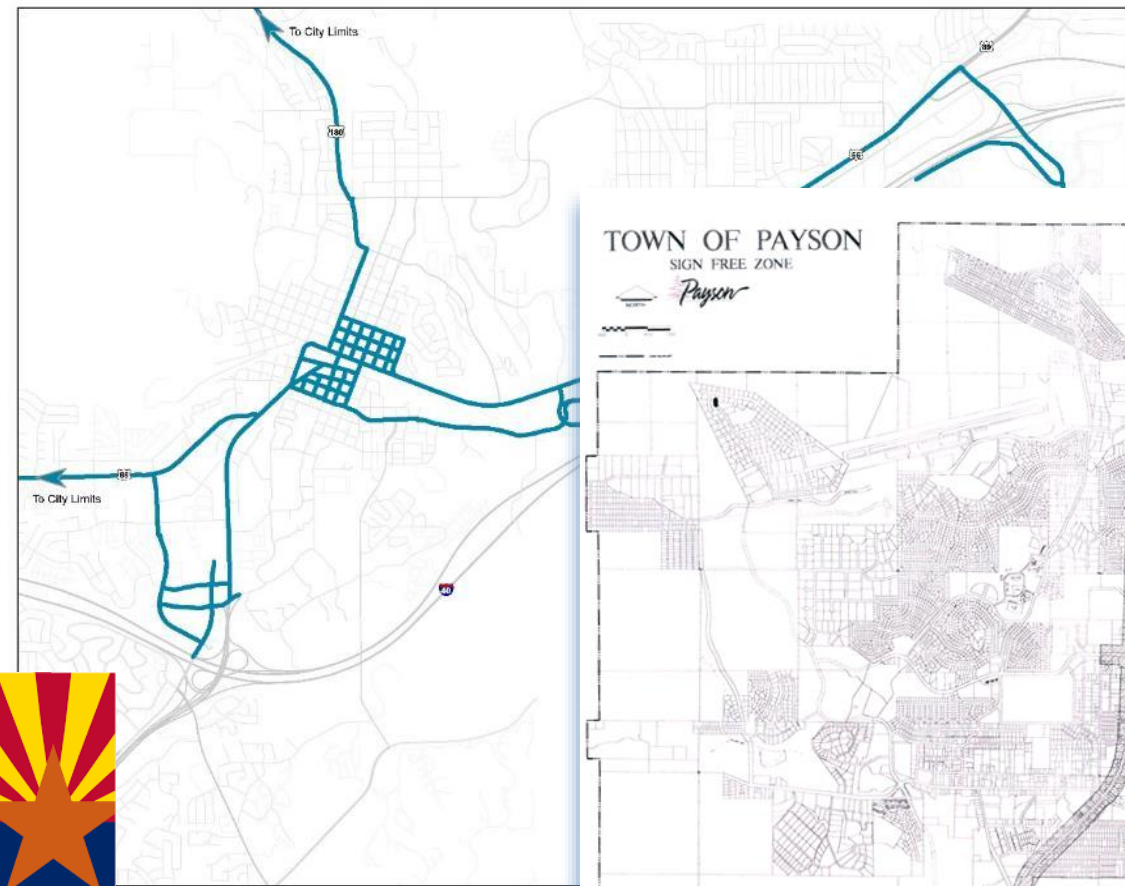 To City Limits
180
89
66
TOWN OF PAYSON
SIGN FREE ZONE
Payson
NORTH
66
To City Limits
40